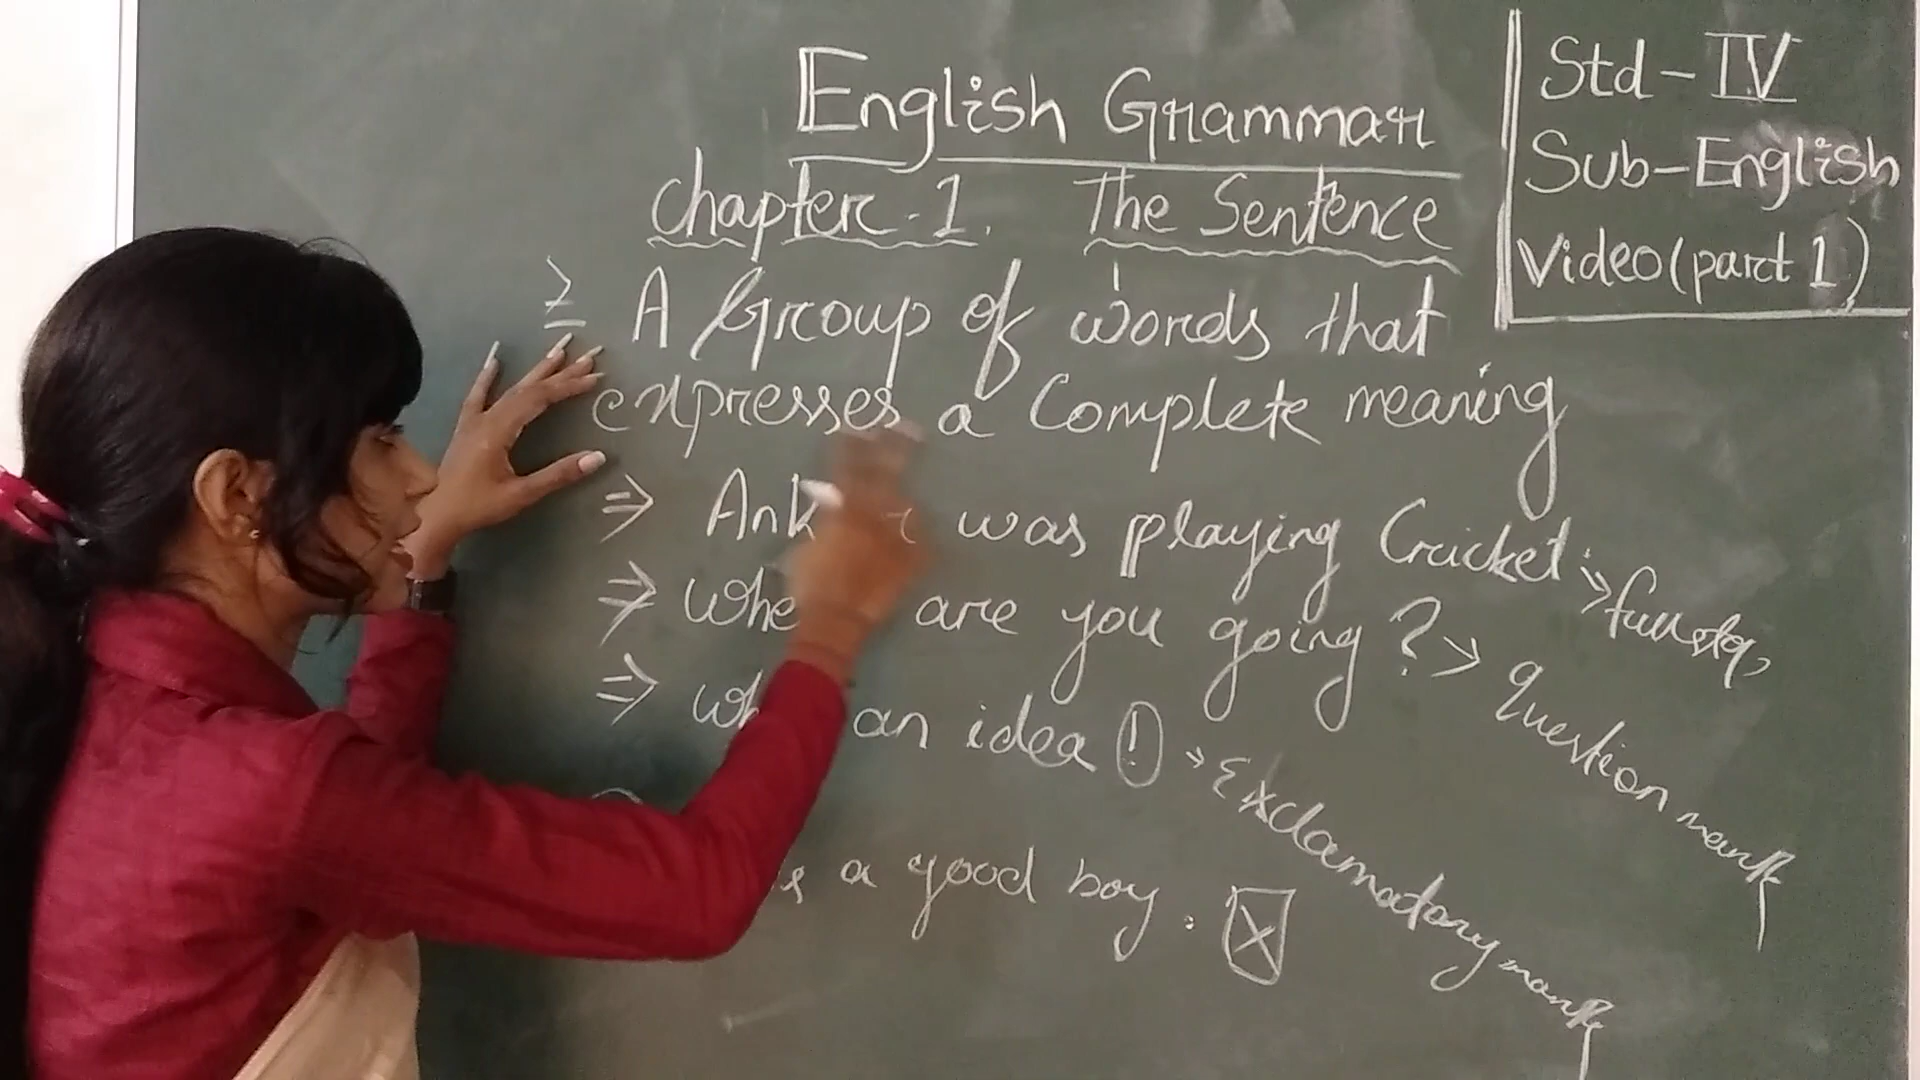 English Grammar
Std-IV
Sub-English
Video (part 1)
Chapter-1. The Sentence
A Group of words that
expresses a Complete meaning
⇒ was playing Cricket. > fullstop
⇒ are you going ? > Question mark
⇒ an idea ! > Exclamatory mark
a good boy.